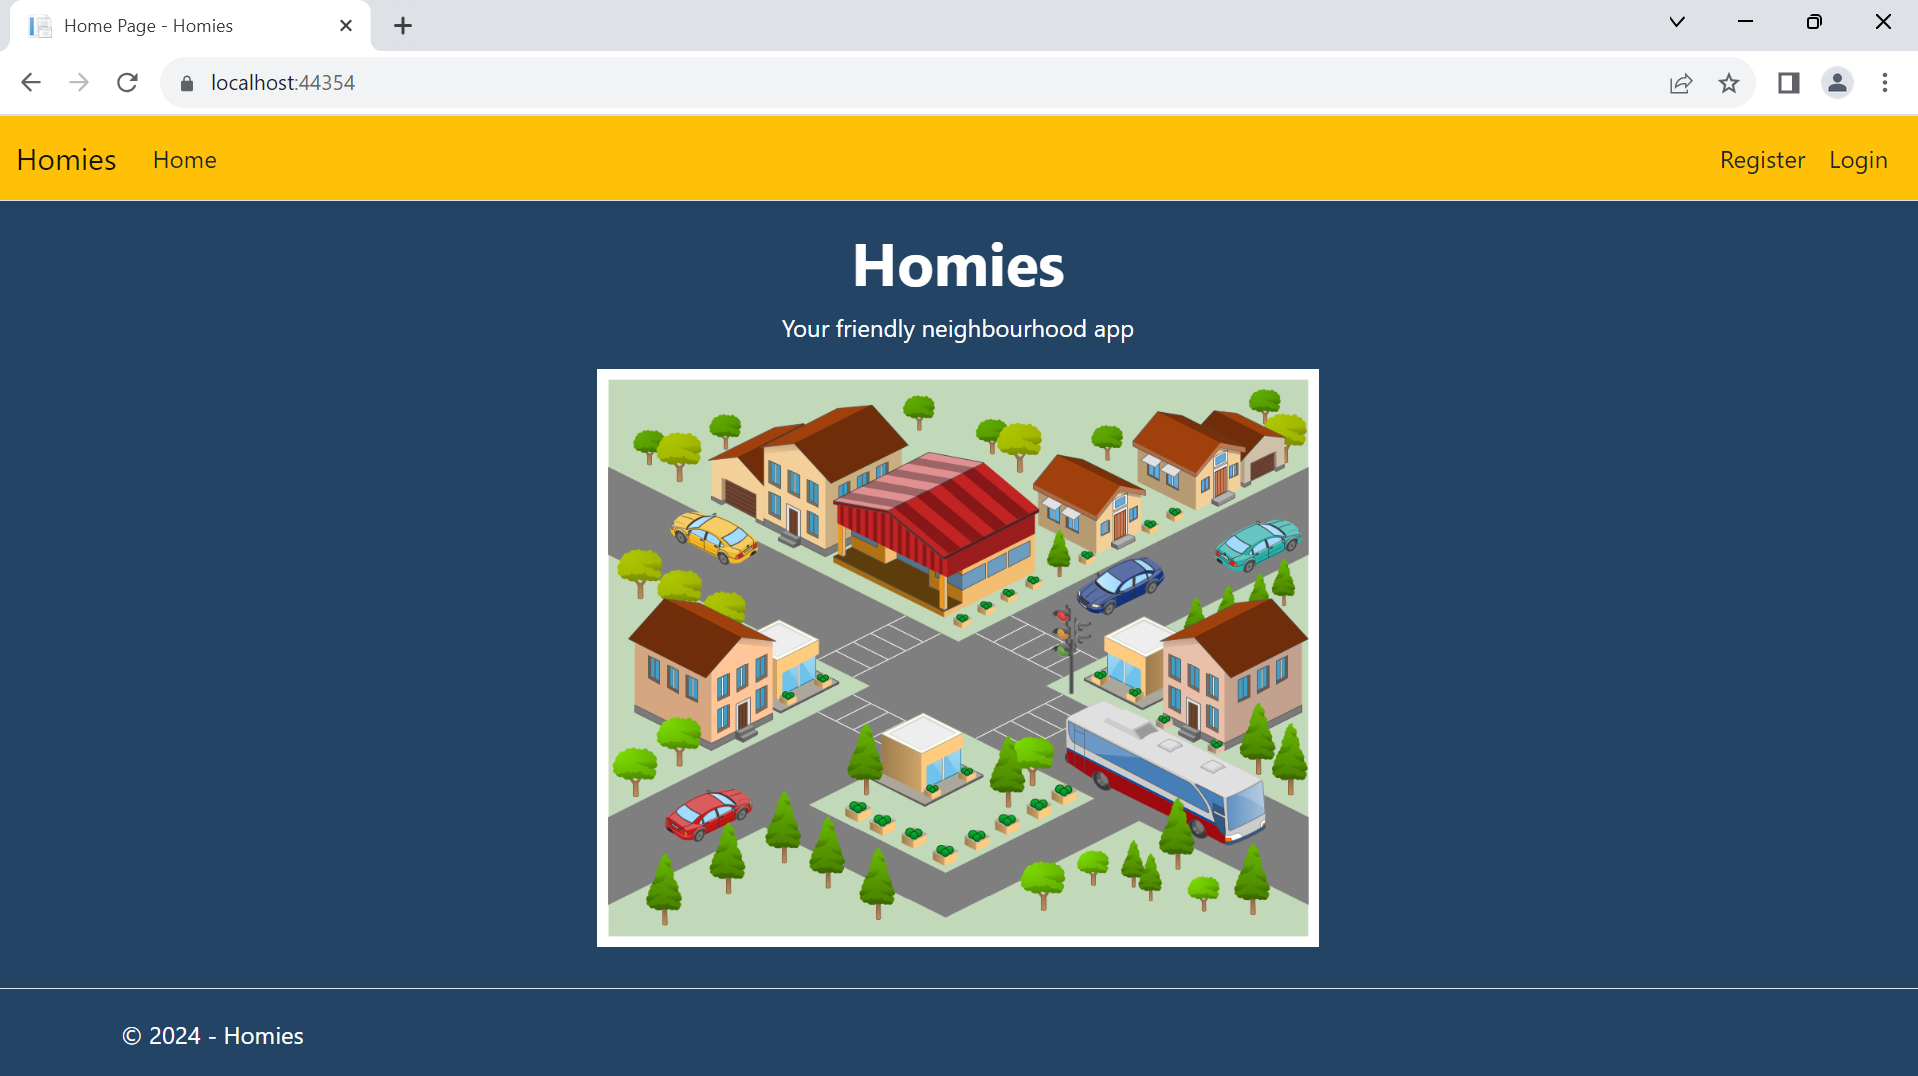 Home Page - Homies
localhost:44354
Homies Home Register Login
Homies
Your friendly neighbourhood app
© 2024 - Homies